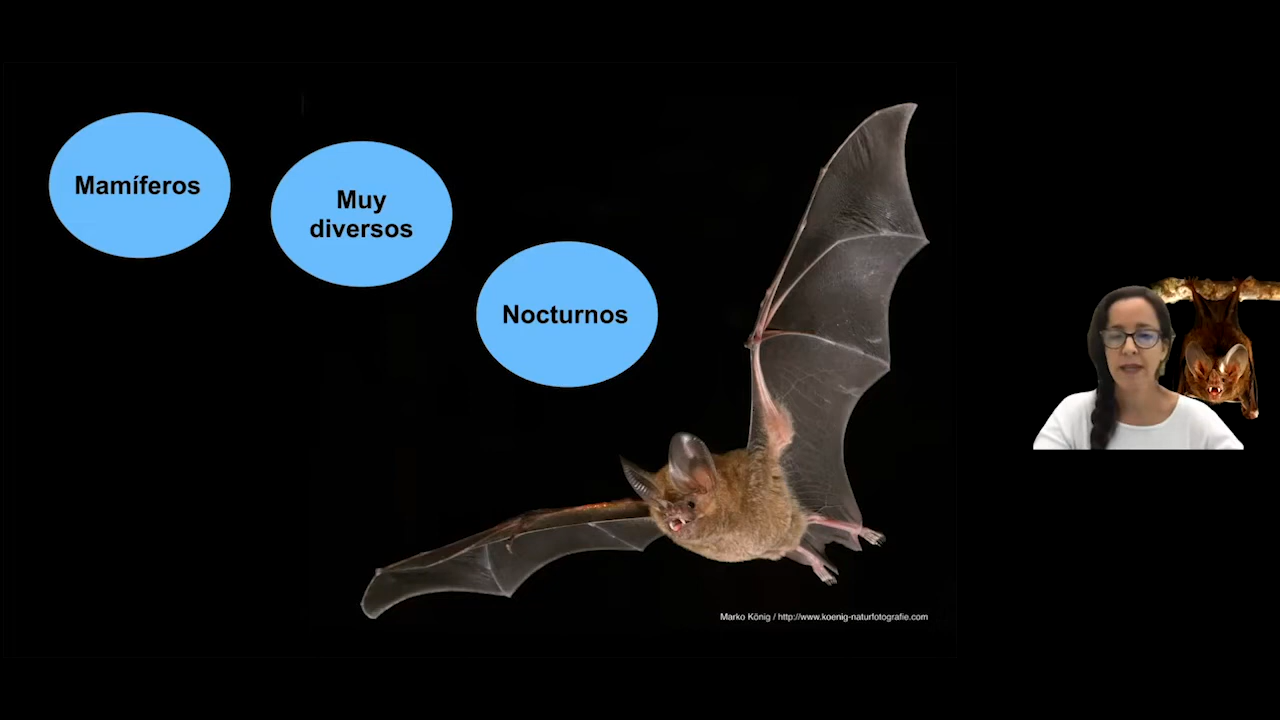 Mamíferos
Muy
diversos
Nocturnos
Marko König / http://www.koenig-naturfotografie.com